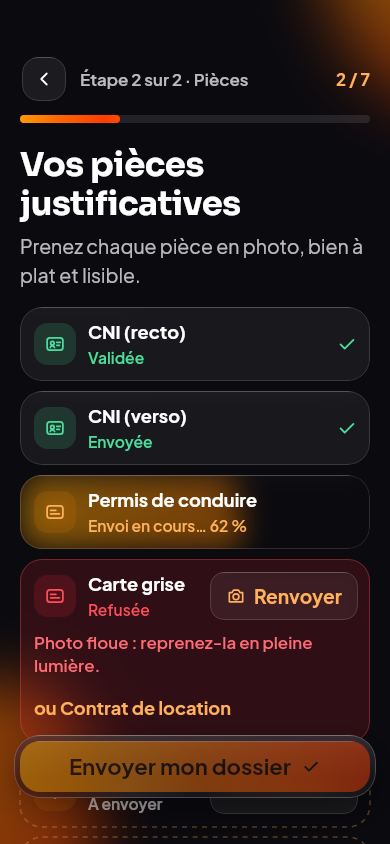 Étape 2 sur 2 · Pièces
2 / 7
Vos pièces
justificatives
Prenez chaque pièce en photo, bien à
plat et lisible.
CNI (recto)
Validée
CNI (verso)
Envoyée
Permis de conduire
Envoi en cours… 62 %
Carte grise
Refusée
Renvoyer
Photo floue : reprenez-la en pleine
lumière.
ou Contrat de location
Envoyer mon dossier
À envoyer